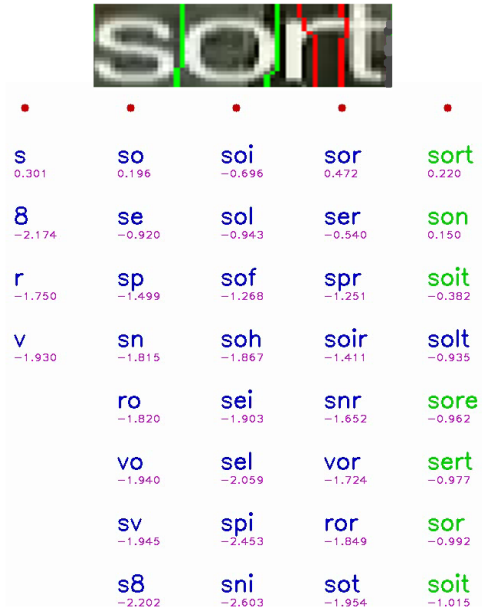 sort
s so soi sor sort
0.301 0.196 −0.696 0.472 0.220
8 se sol ser son
−2.174 −0.920 −0.943 −0.540 0.150
r sp sof spr soit
−1.750 −1.499 −1.268 −1.251 −0.382
v sn soh soir solt
−1.930 −1.815 −1.867 −1.411 −0.935
ro sei snr sore
−1.820 −1.903 −1.652 −0.962
vo sel vor sert
−1.940 −2.059 −1.724 −0.977
sv spi ror sor
−1.945 −2.453 −1.849 −0.992
s8 sni sot soit
−2.202 −2.603 −1.954 −1.015